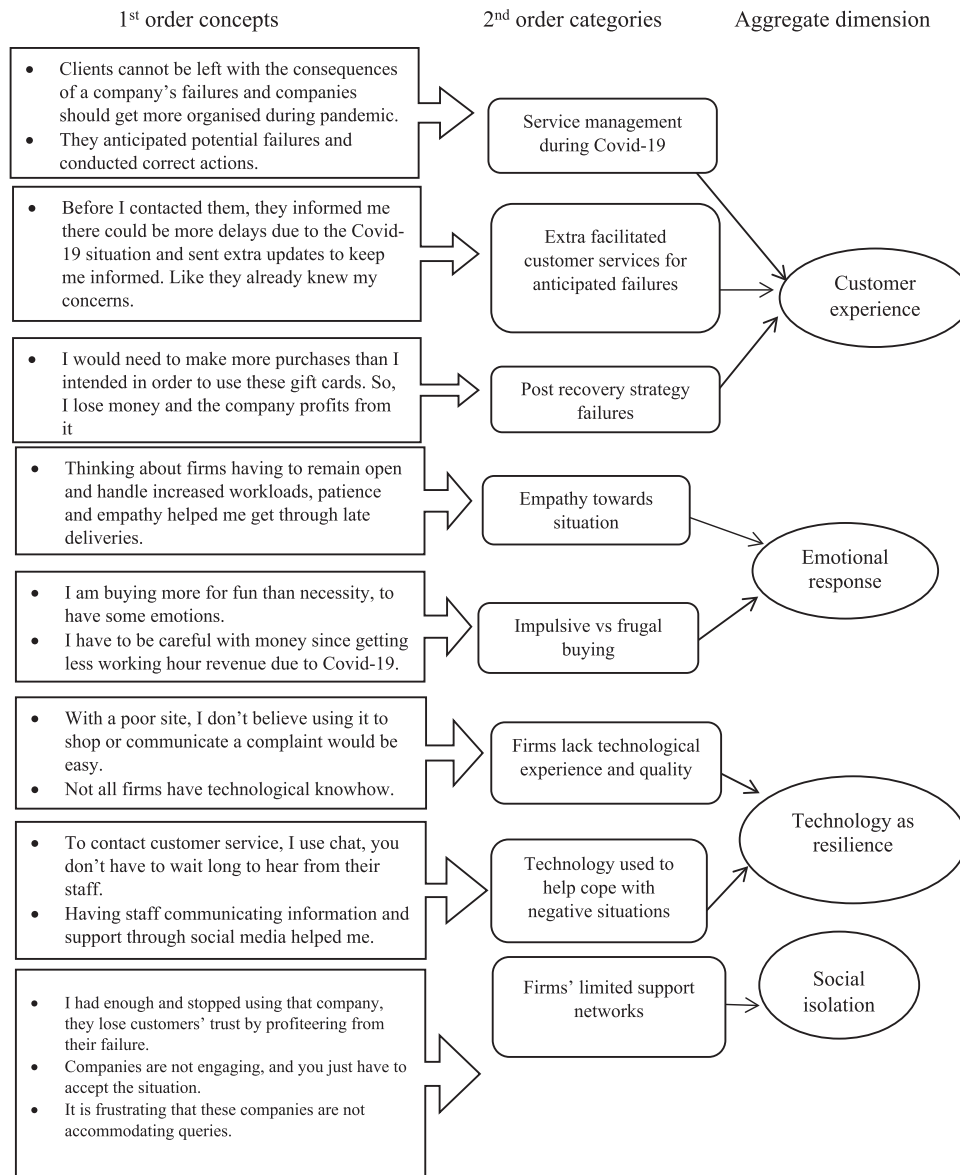 1st order concepts
2nd order categories
Aggregate dimension
• Clients cannot be left with the consequences
of a company's failures and companies
should get more organised during pandemic.
• They anticipated potential failures and
conducted correct actions.
Service management
during Covid-19
• Before I contacted them, they informed me
there could be more delays due to the Covid-
19 situation and sent extra updates to keep
me informed. Like they already knew my
concerns.
Extra facilitated
customer services for
anticipated failures
Customer
experience
• I would need to make more purchases than I
intended in order to use these gift cards. So,
I lose money and the company profits from
it
Post recovery strategy
failures
• Thinking about firms having to remain open
and handle increased workloads, patience
and empathy helped me get through late
deliveries.
Empathy towards
situation
Emotional
response
• I am buying more for fun than necessity, to
have some emotions.
• I have to be careful with money since getting
less working hour revenue due to Covid-19.
Impulsive vs frugal
buying
• With a poor site, I don't believe using it to
shop or communicate a complaint would be
easy.
• Not all firms have technological knowhow.
Firms lack technological
experience and quality
Technology as
resilience
• To contact customer service, I use chat, you
don't have to wait long to hear from their
staff.
• Having staff communicating information and
support through social media helped me.
Technology used to
help cope with
negative situations
• I had enough and stopped using that company,
they lose customers' trust by profiteering from
their failure.
• Companies are not engaging, and you just have to
accept the situation.
• It is frustrating that these companies are not
accommodating queries.
Firms' limited support
networks
Social
isolation